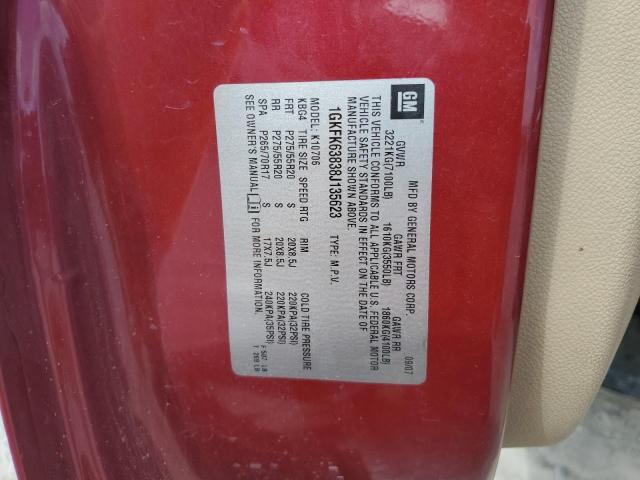 GM
MFD BY GENERAL MOTORS CORP. 09/07
GVWR GAWR FRT GAWR RR
3221KG(7100LB) 1610KG(3550LB) 1860KG(4100LB)
THIS VEHICLE CONFORMS TO ALL APPLICABLE U.S. FEDERAL MOTOR
VEHICLE SAFETY STANDARDS IN EFFECT ON THE DATE OF
MANUFACTURE SHOWN ABOVE.
1GKFK63838J135623 TYPE: M.P.V.
MODEL: K10706
KBG4 TIRE SIZE SPEED RTG RIM COLD TIRE PRESSURE
FRT P275/55R20 S 20X8.5J 220KPA(32PSI)
RR P275/55R20 S 20X8.5J 220KPA(32PSI)
SPA P265/70R17 S 17X7.5J 240KPA(35PSI)
SEE OWNER'S MANUAL FOR MORE INFORMATION.